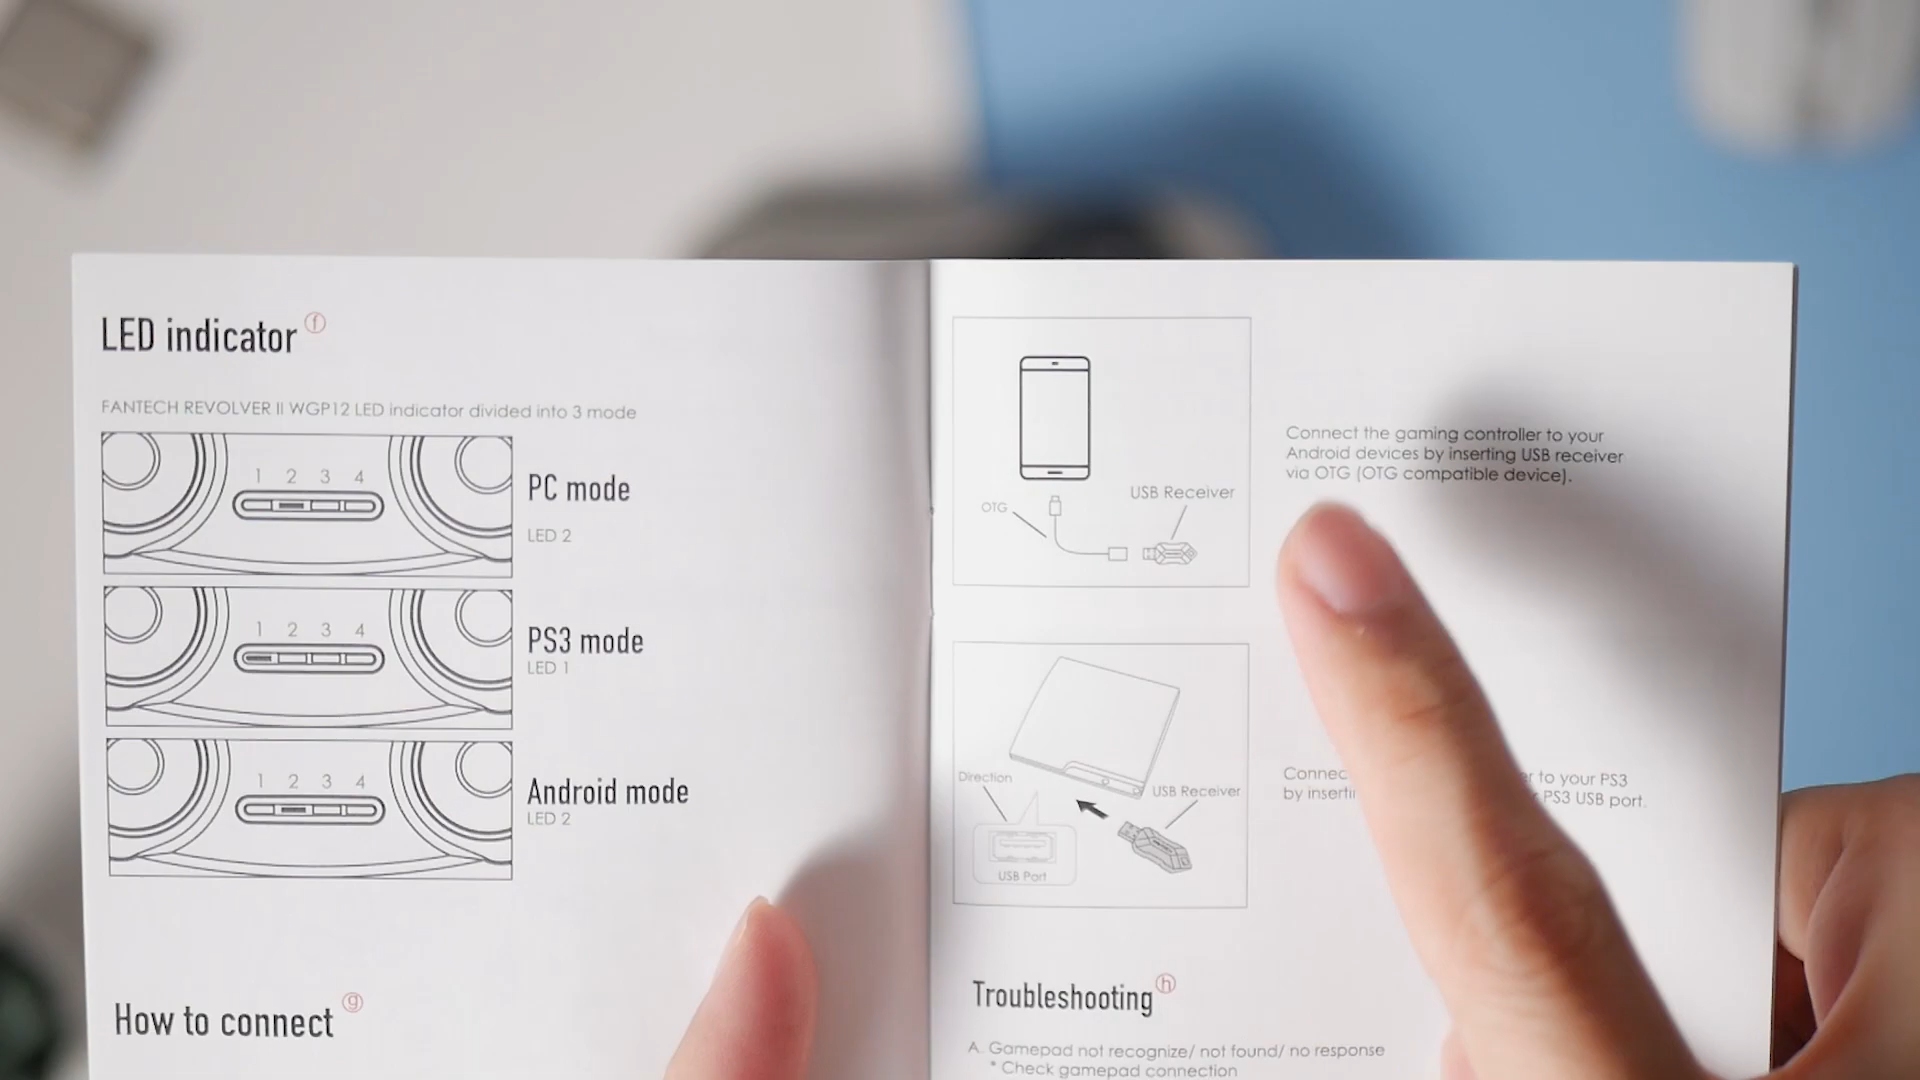 LED indicator ⓕ
FANTECH REVOLVER II WGP12 LED indicator divided into 3 mode
1 2 3 4
PC mode
LED 2
1 2 3 4
PS3 mode
LED 1
1 2 3 4
Android mode
LED 2
How to connect ⓖ
OTG
USB Receiver
Connect the gaming controller to your
Android devices by inserting USB receiver
via OTG (OTG compatible device).
Direction
USB Receiver
USB Port
to your PS3
by
PS3 USB port.
Troubleshooting ⓗ
A. Gamepad not recognize/ not found/ no response
* Check gamepad connection